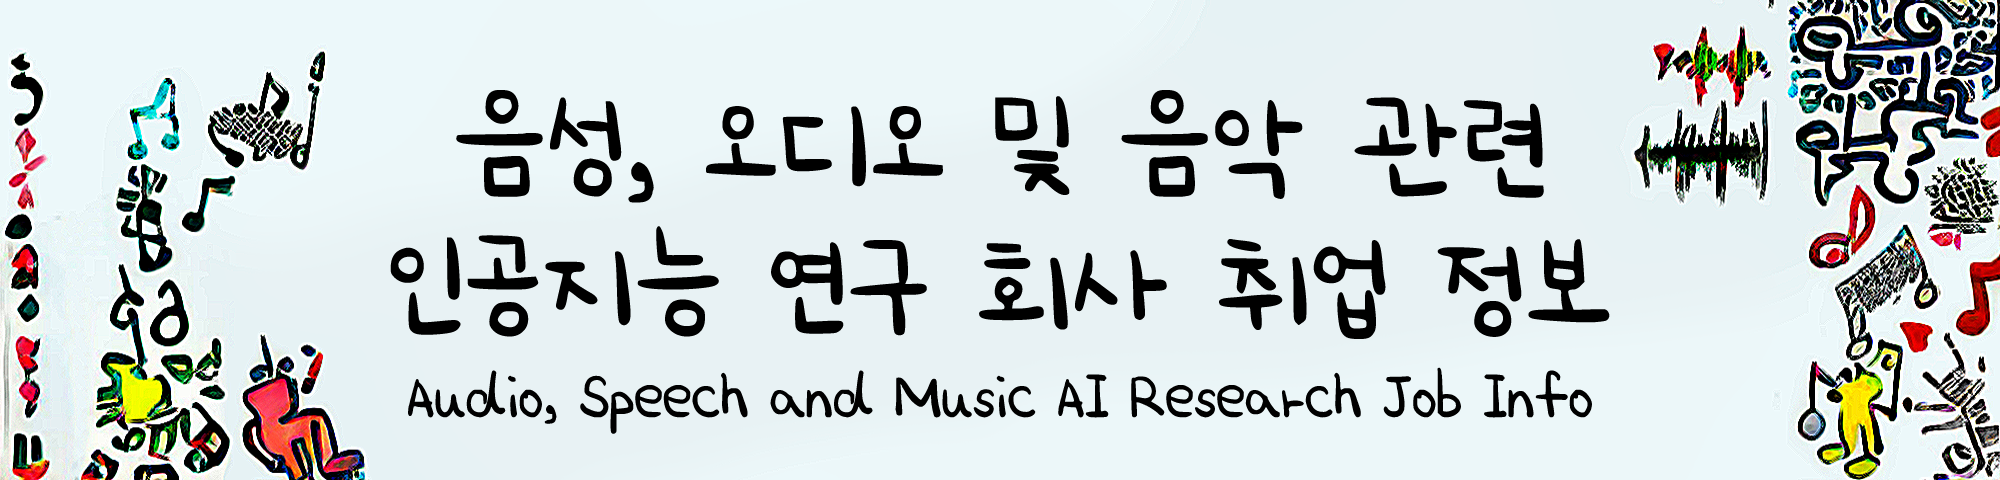 음성, 오디오 및 음악 관련
인공지능 연구 회사 취업 정보
Audio, Speech and Music AI Research Job Info